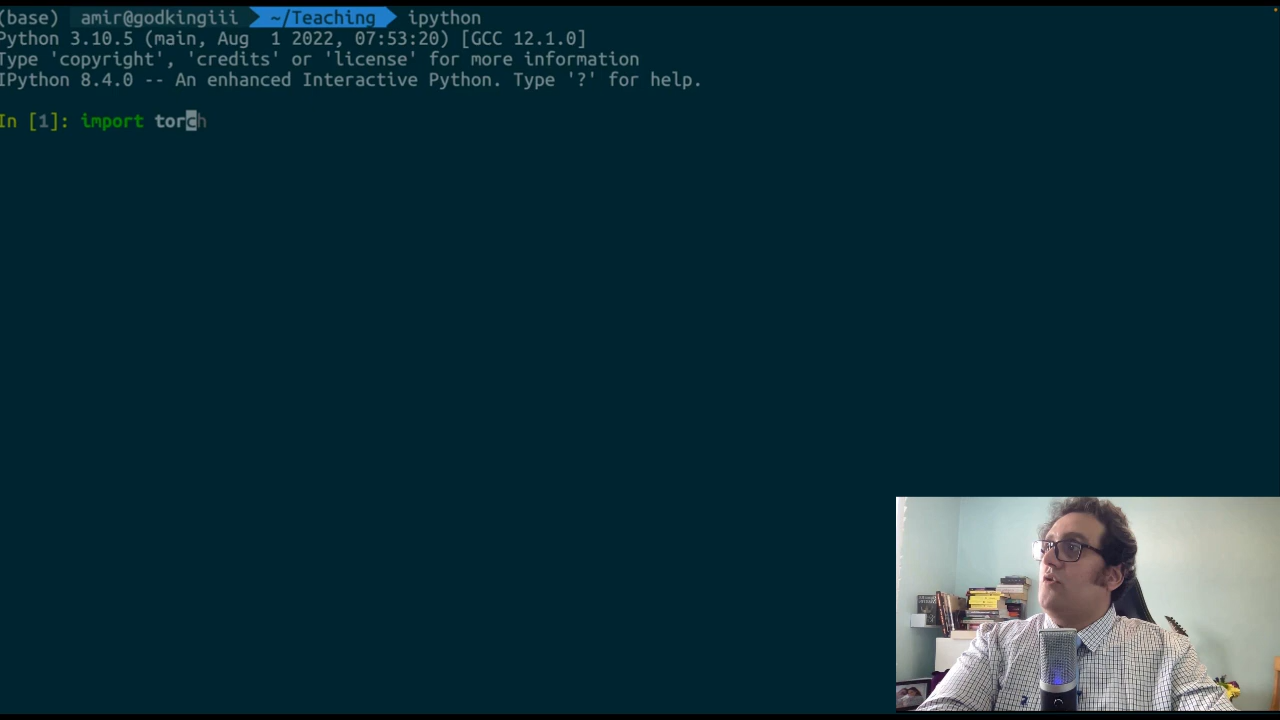 (base) amir@godkingiii ~/Teaching ipython
Python 3.10.5 (main, Aug  1 2022, 07:53:20) [GCC 12.1.0]
Type 'copyright', 'credits' or 'license' for more information
IPython 8.4.0 -- An enhanced Interactive Python. Type '?' for help.
In [1]: import torch